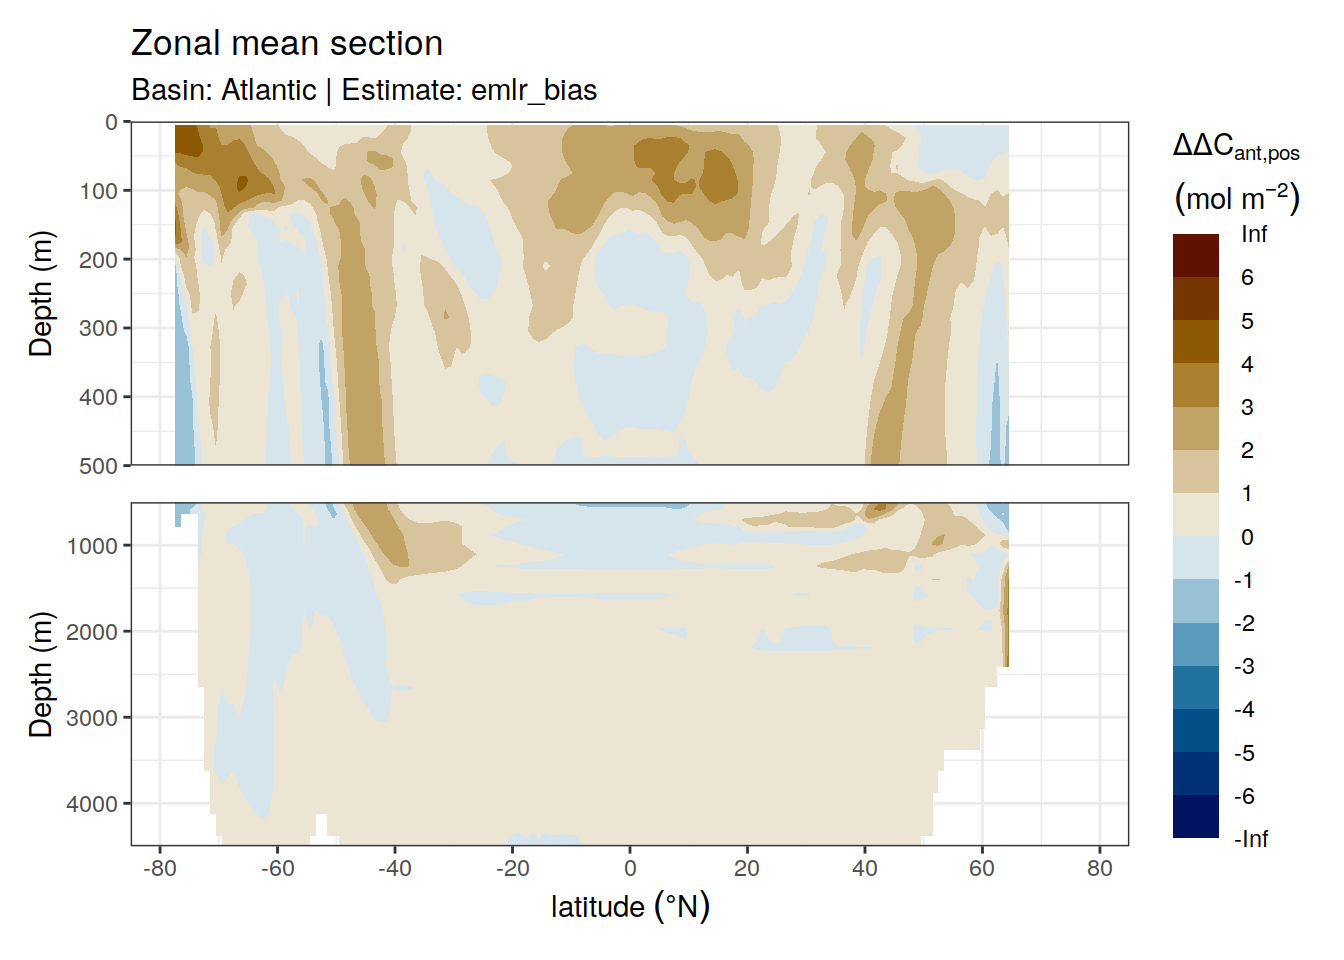 Zonal mean section
Basin: Atlantic | Estimate: emlr_bias
0
100
200
300
400
500
Depth (m)
1000
2000
3000
4000
Depth (m)
-80 -60 -40 -20 0 20 40 60 80
latitude (°N)
ΔΔCant,pos
(mol m−2)
Inf
6
5
4
3
2
1
0
-1
-2
-3
-4
-5
-6
-Inf